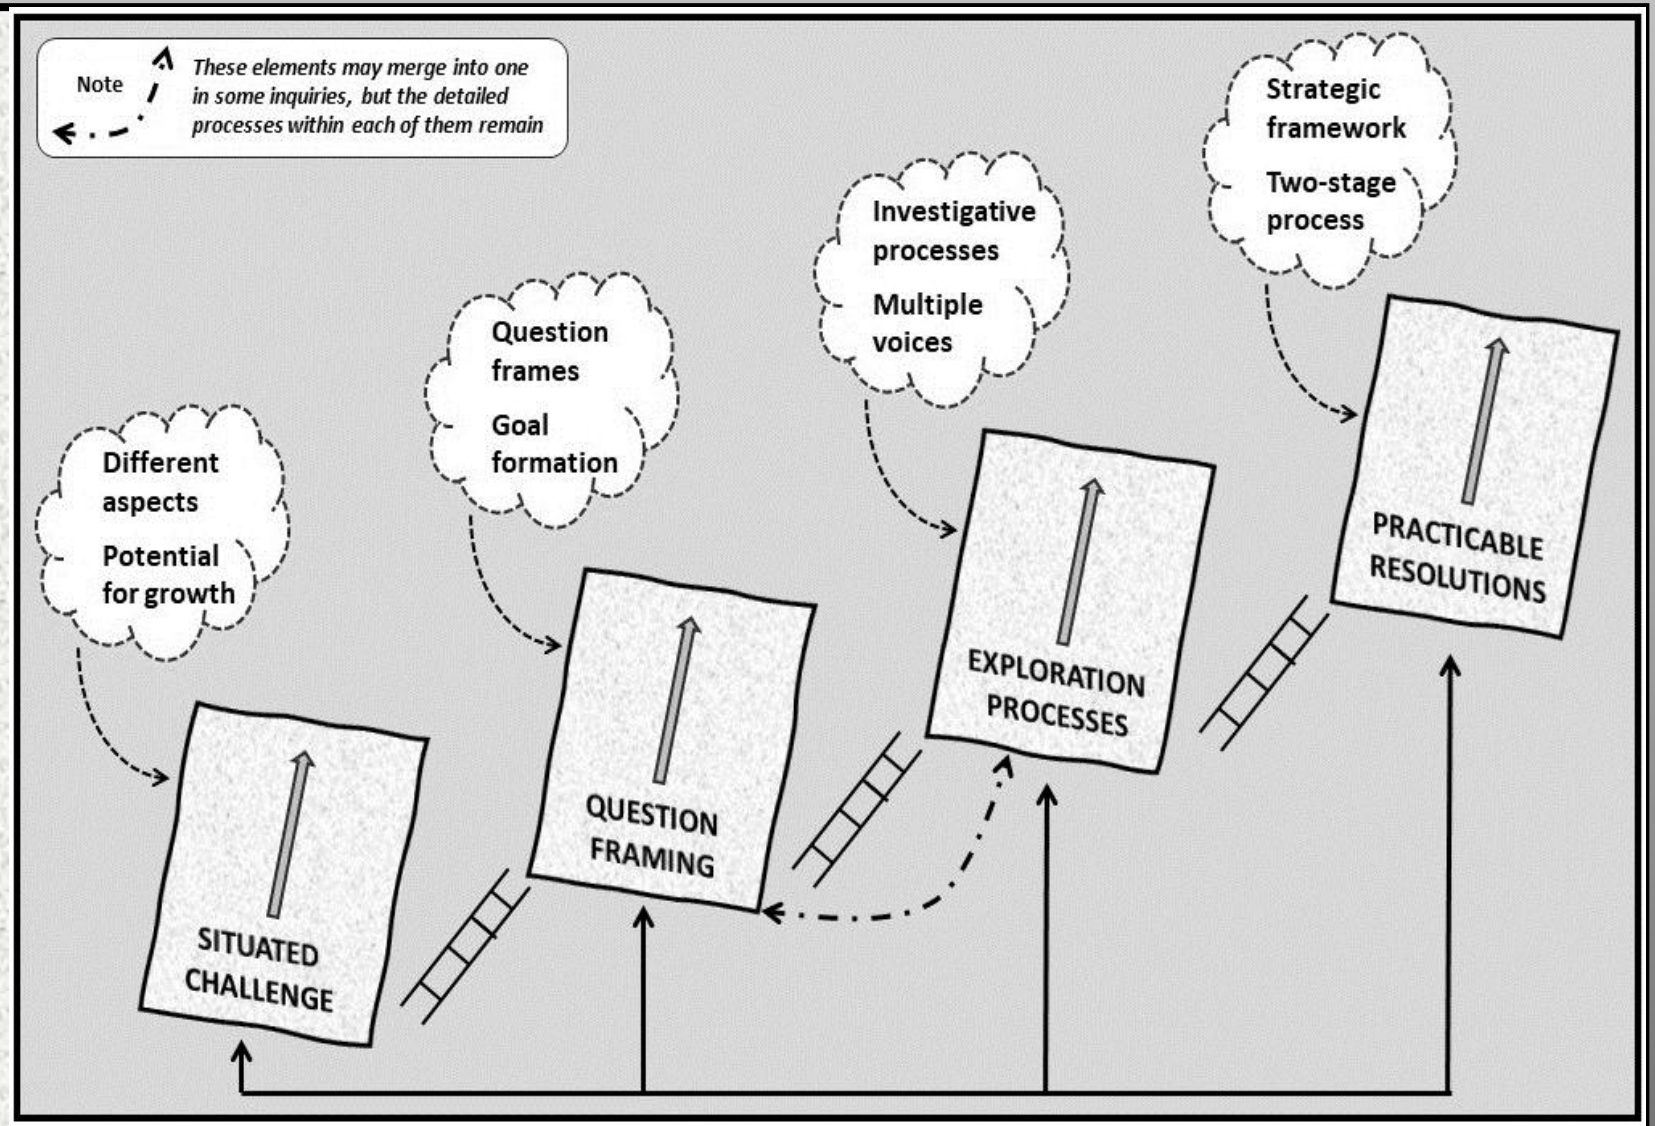 Note
These elements may merge into one
in some inquiries, but the detailed
processes within each of them remain
Different
aspects
Potential
for growth
SITUATED
CHALLENGE
Question
frames
Goal
formation
QUESTION
FRAMING
Investigative
processes
Multiple
voices
EXPLORATION
PROCESSES
Strategic
framework
Two-stage
process
PRACTICABLE
RESOLUTIONS